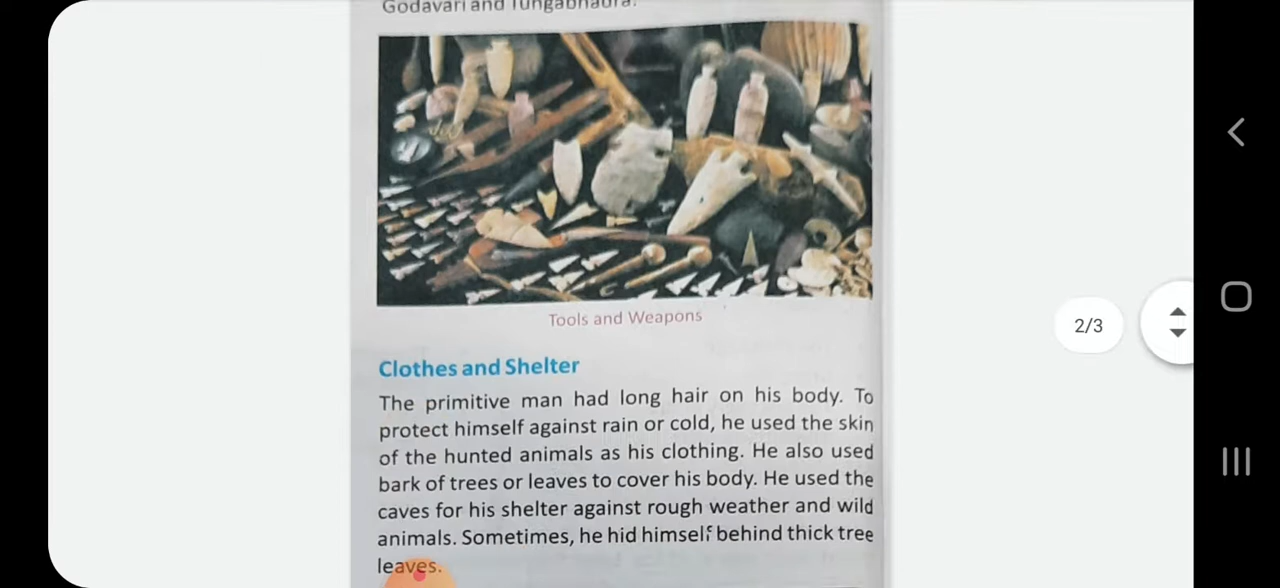 Godavari and Tungabhadra.
Tools and Weapons
2/3
Clothes and Shelter
The primitive man had long hair on his body. To
protect himself against rain or cold, he used the skin
of the hunted animals as his clothing. He also used
bark of trees or leaves to cover his body. He used the
caves for his shelter against rough weather and wild
animals. Sometimes, he hid himself behind thick tree
leaves.